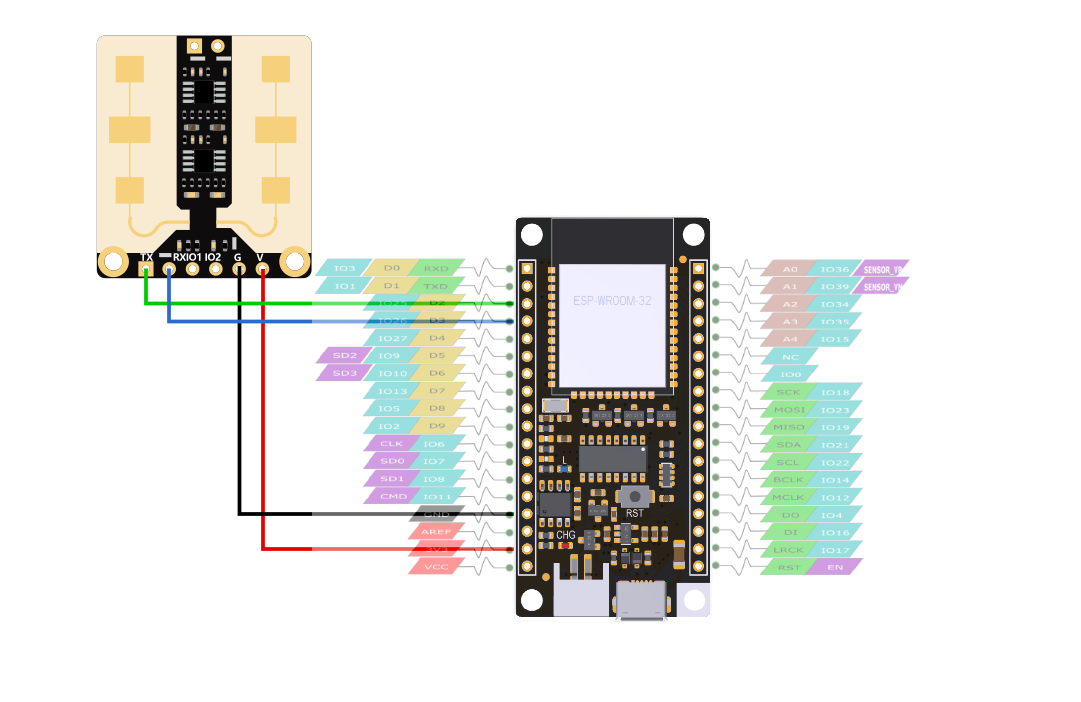 TX RX IO1 IO2 G V
IO3 D0 RXD
IO1 D1 TXD
IO25 D2
IO26 D3
IO27 D4
SD2 IO9 D5
SD3 IO10 D6
IO13 D7
IO5 D8
IO2 D9
CLK IO6
SD0 IO7
SD1 IO8
CMD IO11
GND
AREF
3V3
VCC
ESP-WROOM-32
L
RST
CHG
A0 IO36 SENSOR_VP
A1 IO39 SENSOR_VN
A2 IO34
A3 IO35
A4 IO15
NC
IO0
SCK IO18
MOSI IO23
MISO IO19
SDA IO21
SCL IO22
BCLK IO14
MCLK IO12
DO IO4
DI IO16
LRCK IO17
RST EN